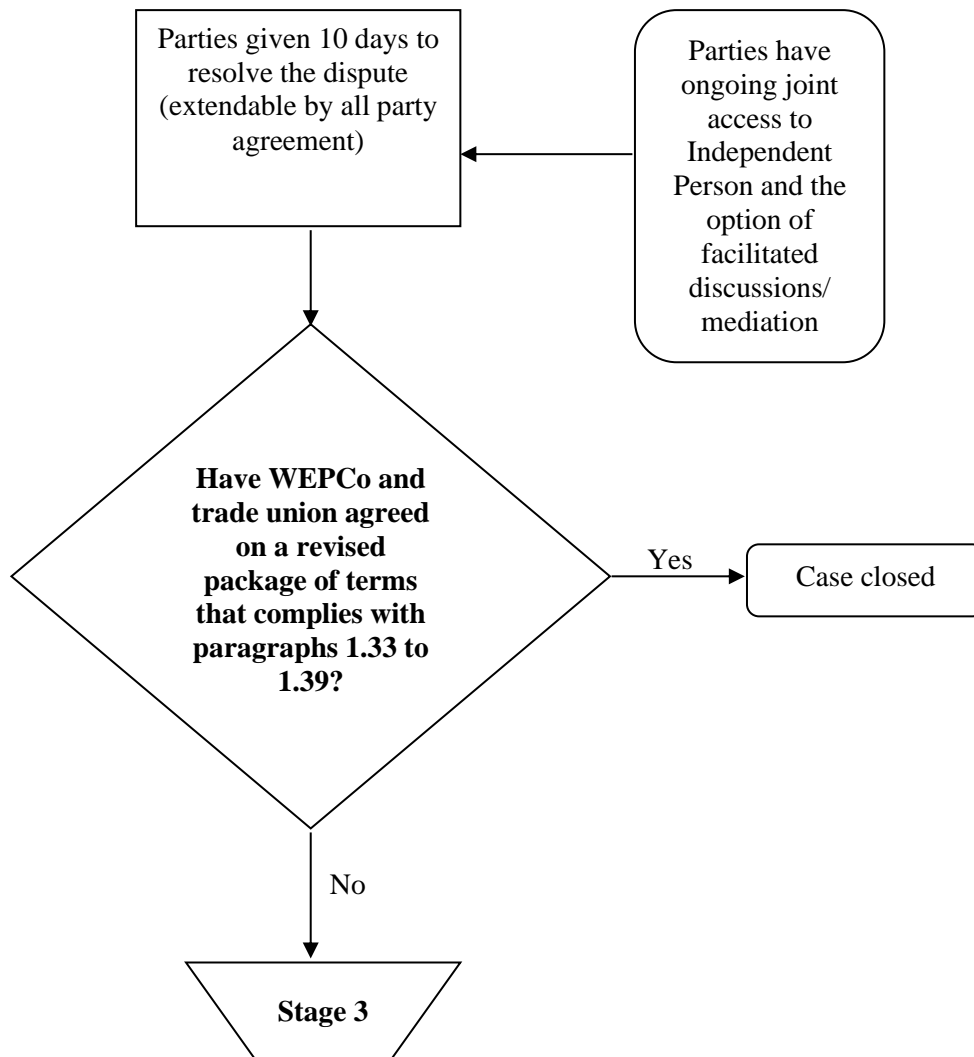 Parties given 10 days to
resolve the dispute
(extendable by all party
agreement)
Parties have
ongoing joint
access to
Independent
Person and the
option of
facilitated
discussions/
mediation
Have WEPCo and
trade union agreed
on a revised
package of terms
that complies with
paragraphs 1.33 to
1.39?
Yes
Case closed
No
Stage 3